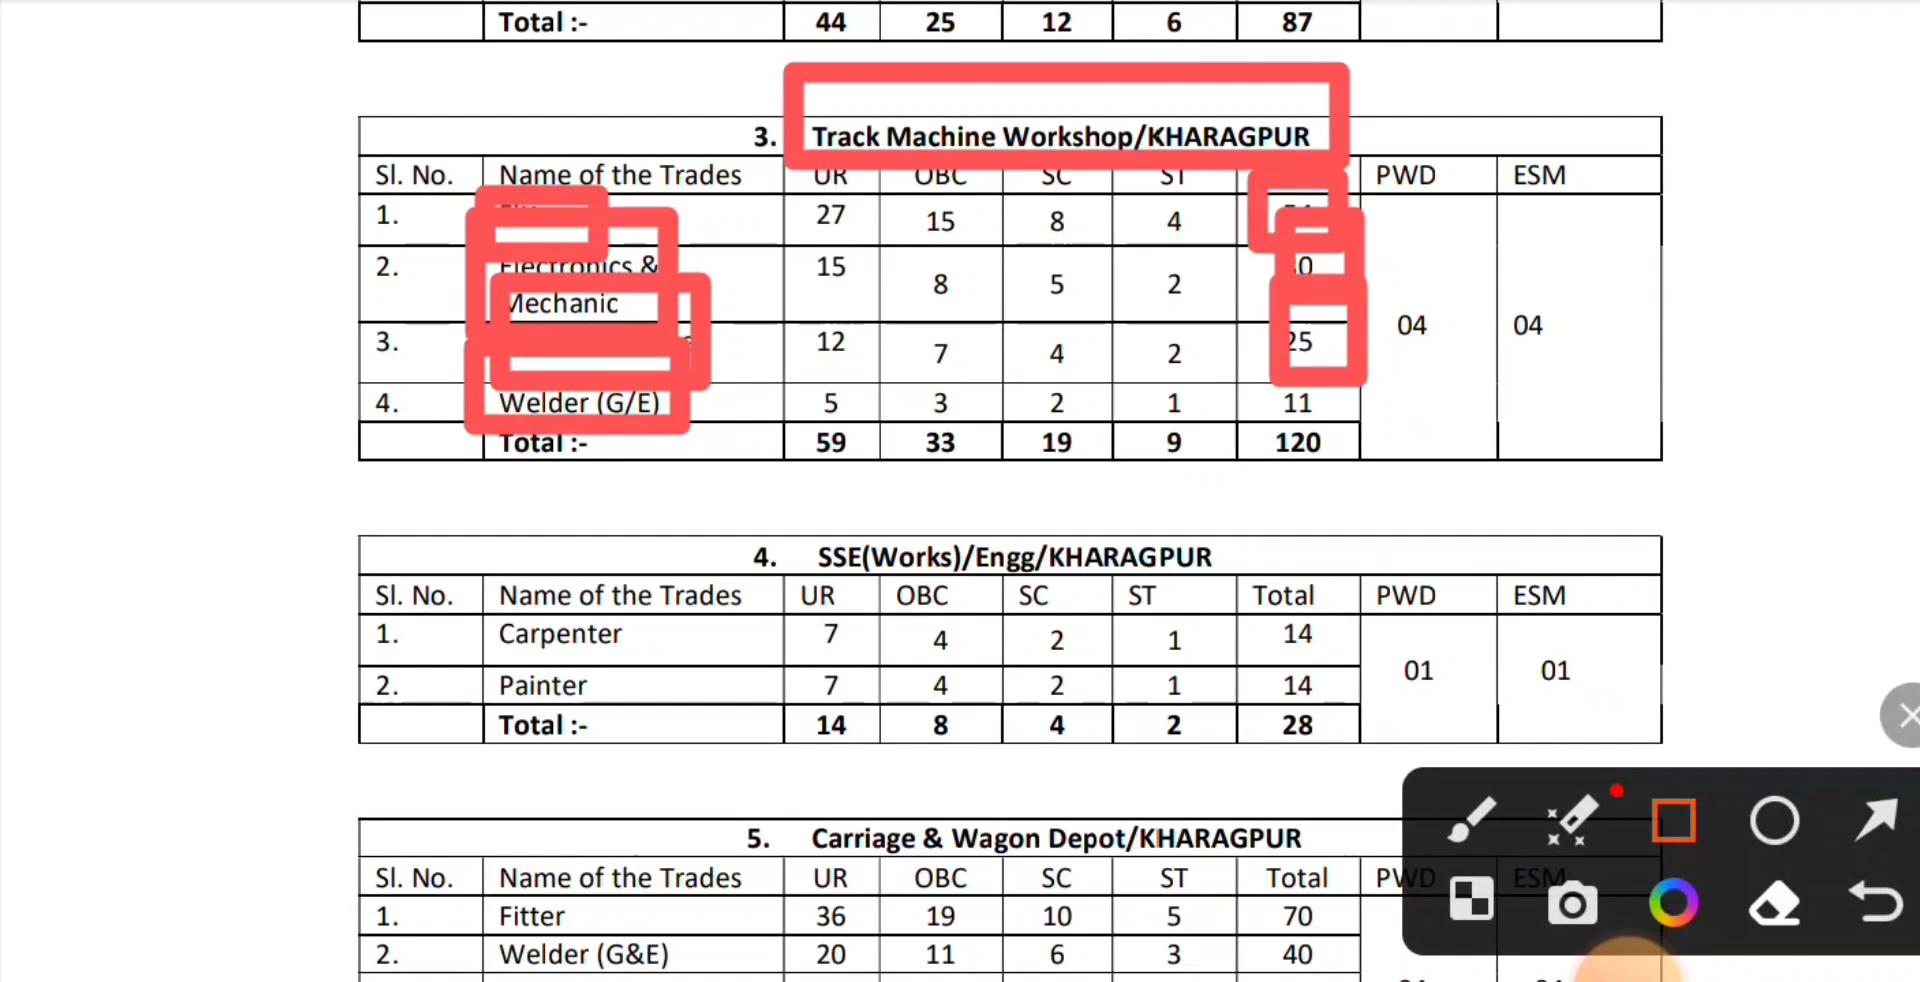 Total :- 44 25 12 6 87
3. Track Machine Workshop/KHARAGPUR
Sl. No. Name of the Trades UR OBC SC ST PWD ESM
1. 27 15 8 4
2. Electronics & 15 8 5 2
Mechanic
3. 12 7 4 2 25 04 04
4. Welder (G/E) 5 3 2 1 11
Total :- 59 33 19 9 120
4. SSE(Works)/Engg/KHARAGPUR
Sl. No. Name of the Trades UR OBC SC ST Total PWD ESM
1. Carpenter 7 4 2 1 14
01 01
2. Painter 7 4 2 1 14
Total :- 14 8 4 2 28
5. Carriage & Wagon Depot/KHARAGPUR
Sl. No. Name of the Trades UR OBC SC ST Total PWD ESM
1. Fitter 36 19 10 5 70
2. Welder (G&E) 20 11 6 3 40